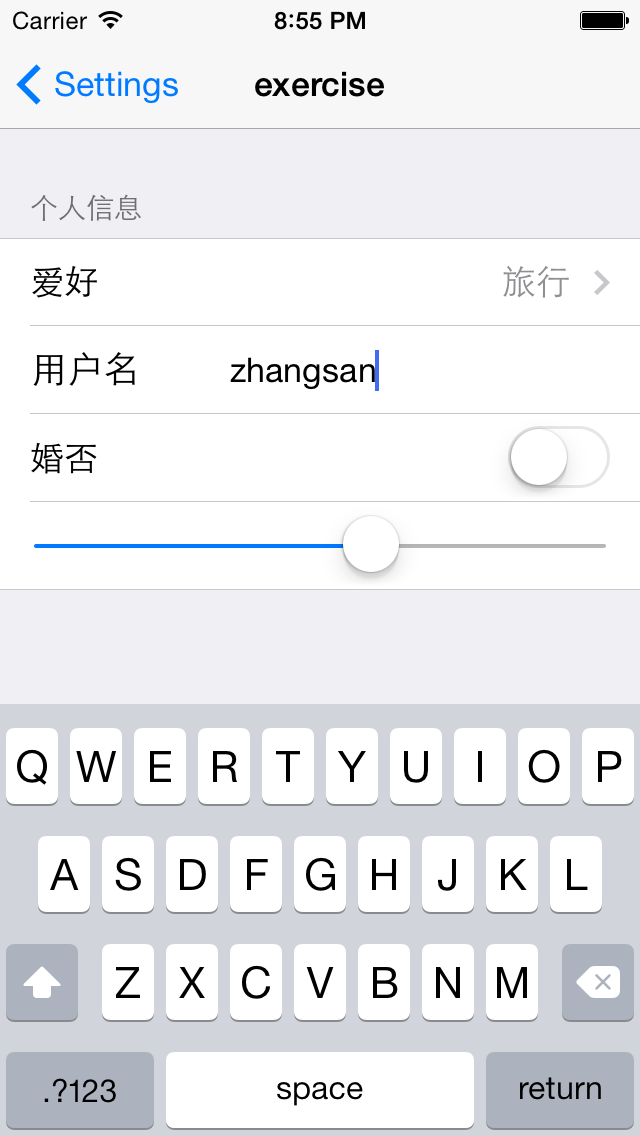 Carrier 8:55 PM
Settings exercise
个人信息
爱好 旅行
用户名 zhangsan
婚否
Q W E R T Y U I O P
A S D F G H J K L
Z X C V B N M
.?123 space return